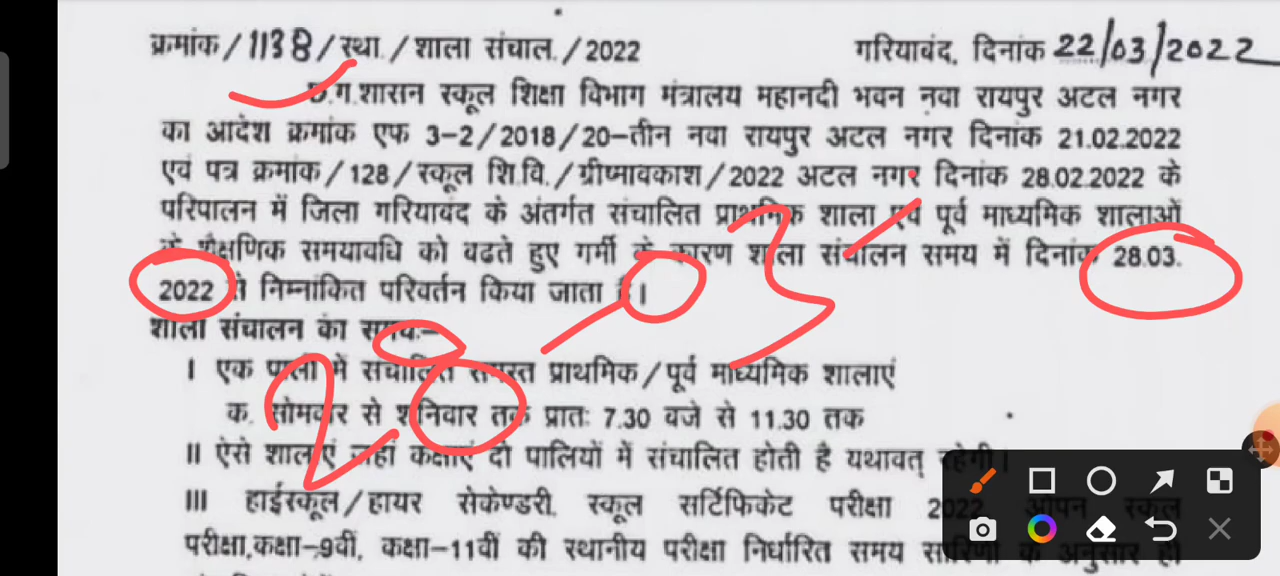 क्रमांक/1138/स्था./शाला संचाल./2022 गरियाबंद, दिनांक 22/03/2022
छ.ग.शासन स्कूल शिक्षा विभाग मंत्रालय महानदी भवन नवा रायपुर अटल नगर
का आदेश क्रमांक एफ 3-2/2018/20-तीन नवा रायपुर अटल नगर दिनांक 21.02.2022
एवं पत्र क्रमांक/128/स्कूल शि.वि./ग्रीष्मावकाश/2022 अटल नगर दिनांक 28.02.2022 के
परिपालन में जिला गरियाबंद के अंतर्गत संचालित प्राथमिक शाला एवं पूर्व माध्यमिक शालाओं
के शैक्षणिक समयावधि को बढते हुए गर्मी के कारण शाला संचालन समय में दिनांक 28.03.
2022 से निम्नांकित परिवर्तन किया जाता है।
शाला संचालन का समय:-
I एक पाली में संचालित समस्त प्राथमिक/पूर्व माध्यमिक शालाएं
क. सोमवार से शनिवार तक प्रातः 7.30 बजे से 11.30 तक
II ऐसे शालाएं जहां कक्षाएं दो पालियों में संचालित होती है यथावत् रहेगी।
III हाईस्कूल/हायर सेकेण्डरी, स्कूल सर्टिफिकेट परीक्षा 2022 ओपन स्कूल
परीक्षा,कक्षा-9वीं, कक्षा-11वीं की स्थानीय परीक्षा निर्धारित समय सारिणी के अनुसार ही